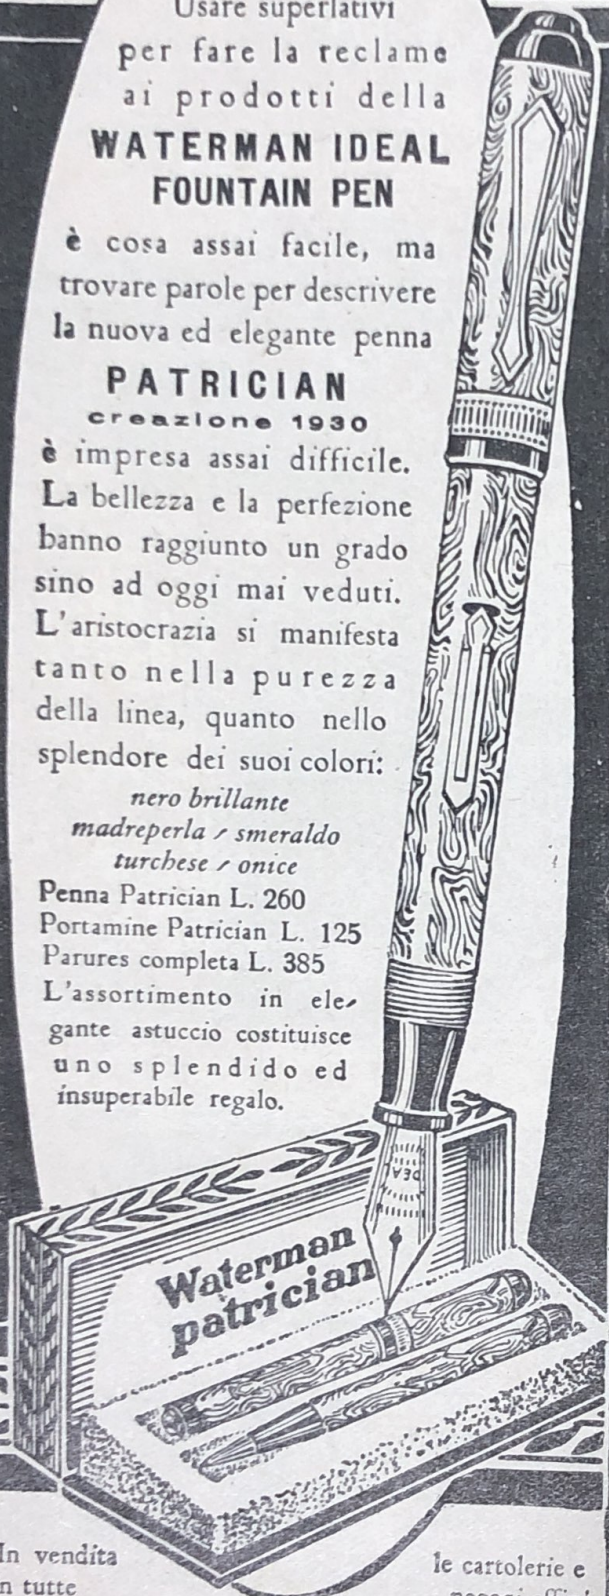 Usare superlativi
per fare la reclame
ai prodotti della
WATERMAN IDEAL
FOUNTAIN PEN
è cosa assai facile, ma
trovare parole per descrivere
la nuova ed elegante penna
PATRICIAN
creazione 1930
è impresa assai difficile.
La bellezza e la perfezione
hanno raggiunto un grado
sino ad oggi mai veduti.
L'aristocrazia si manifesta
tanto nella purezza
della linea, quanto nello
splendore dei suoi colori:
nero brillante
madreperla - smeraldo
turchese - onice
Penna Patrician L. 260
Portamine Patrician L. 125
Parures completa L. 385
L'assortimento in ele-
gante astuccio costituisce
uno splendido ed
insuperabile regalo.
IDEAL
Waterman
patrician
In vendita
n tutte
le cartolerie e